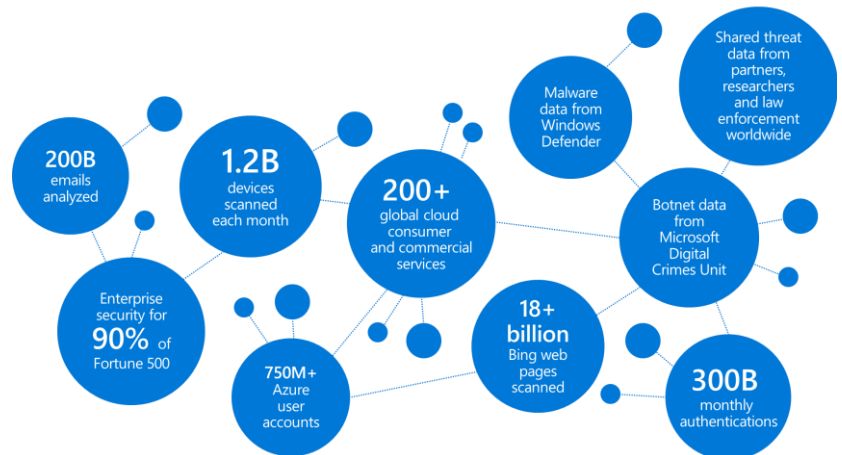 200B
emails
analyzed
1.2B
devices
scanned
each month
200+
global cloud
consumer
and commercial
services
Malware
data from
Windows
Defender
Shared threat
data from
partners,
researchers
and law
enforcement
worldwide
Enterprise
security for
90% of
Fortune 500
750M+
Azure
user
accounts
18+
billion
Bing web
pages
scanned
Botnet data
from
Microsoft
Digital
Crimes Unit
300B
monthly
authentications